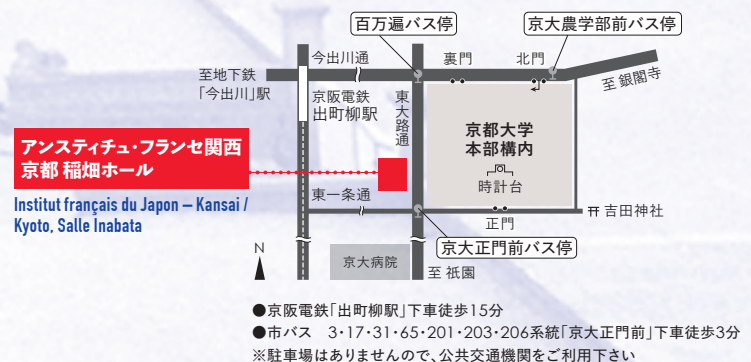 百万遍バス停
京大農学部前バス停
今出川通
裏門
北門
至地下鉄
「今出川」駅
至 銀閣寺
京阪電鉄
出町柳駅
東大路通
京都大学
本部構内
時計台
アンスティチュ・フランセ関西
京都 稲畑ホール
Institut français du Japon – Kansai /
Kyoto, Salle Inabata
東一条通
正門
吉田神社
京大正門前バス停
N
京大病院
至 祇園
●京阪電鉄「出町柳駅」下車徒歩15分
●市バス 3・17・31・65・201・203・206系統「京大正門前」下車徒歩3分
※駐車場はありませんので、公共交通機関をご利用下さい